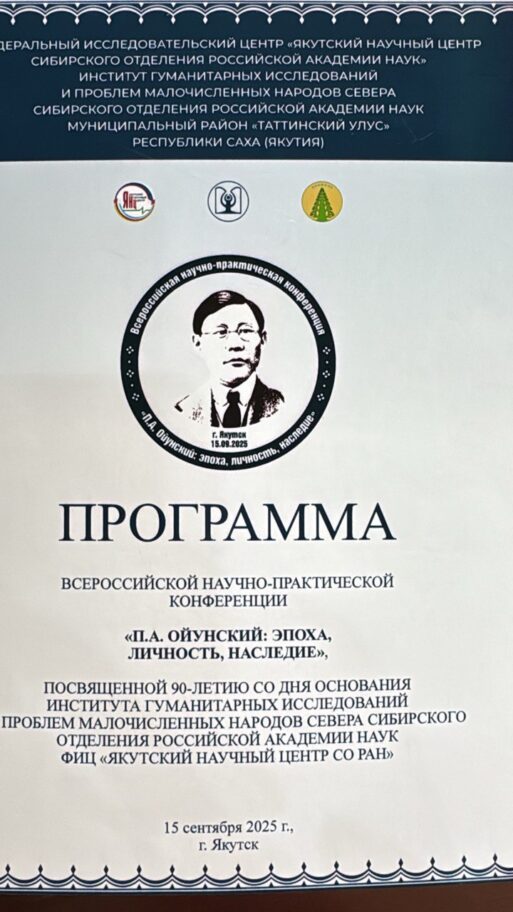 ДЕРАЛЬНЫЙ ИССЛЕДОВАТЕЛЬСКИЙ ЦЕНТР «ЯКУТСКИЙ НАУЧНЫЙ ЦЕНТР
СИБИРСКОГО ОТДЕЛЕНИЯ РОССИЙСКОЙ АКАДЕМИИ НАУК»
ИНСТИТУТ ГУМАНИТАРНЫХ ИССЛЕДОВАНИЙ
И ПРОБЛЕМ МАЛОЧИСЛЕННЫХ НАРОДОВ СЕВЕРА
СИБИРСКОГО ОТДЕЛЕНИЯ РОССИЙСКОЙ АКАДЕМИИ НАУК
МУНИЦИПАЛЬНЫЙ РАЙОН «ТАТТИНСКИЙ УЛУС»
РЕСПУБЛИКИ САХА (ЯКУТИЯ)
Всероссийская научно-практическая конференция
г. Якутск
15.09.2025
«П.А. Ойунский: эпоха, личность, наследие»
ПРОГРАММА
ВСЕРОССИЙСКОЙ НАУЧНО-ПРАКТИЧЕСКОЙ
КОНФЕРЕНЦИИ
«П.А. ОЙУНСКИЙ: ЭПОХА,
ЛИЧНОСТЬ, НАСЛЕДИЕ»,
ПОСВЯЩЕННОЙ 90-ЛЕТИЮ СО ДНЯ ОСНОВАНИЯ
ИНСТИТУТА ГУМАНИТАРНЫХ ИССЛЕДОВАНИЙ
ПРОБЛЕМ МАЛОЧИСЛЕННЫХ НАРОДОВ СЕВЕРА СИБИРСКОГО
ОТДЕЛЕНИЯ РОССИЙСКОЙ АКАДЕМИИ НАУК
ФИЦ «ЯКУТСКИЙ НАУЧНЫЙ ЦЕНТР СО РАН»
15 сентября 2025 г.,
г. Якутск